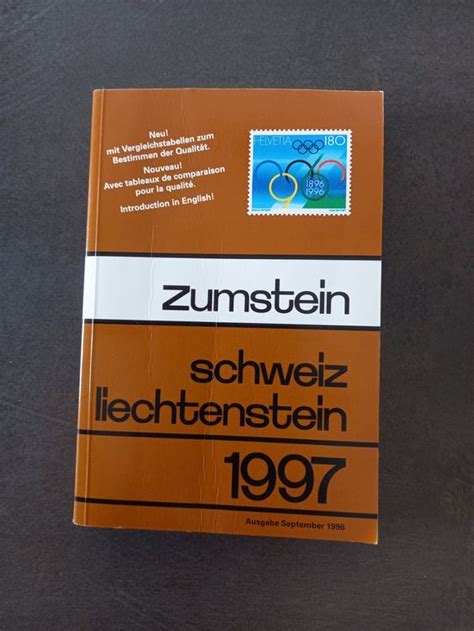 Neu!
mit Vergleichstabellen zum
Bestimmen der Qualität.
Nouveau!
Avec tableaux de comparaison
pour la qualité.
Introduction in English!
HELVETIA 180
1896
1996
zumstein
schweiz
liechtenstein
1997
Ausgabe September 1996